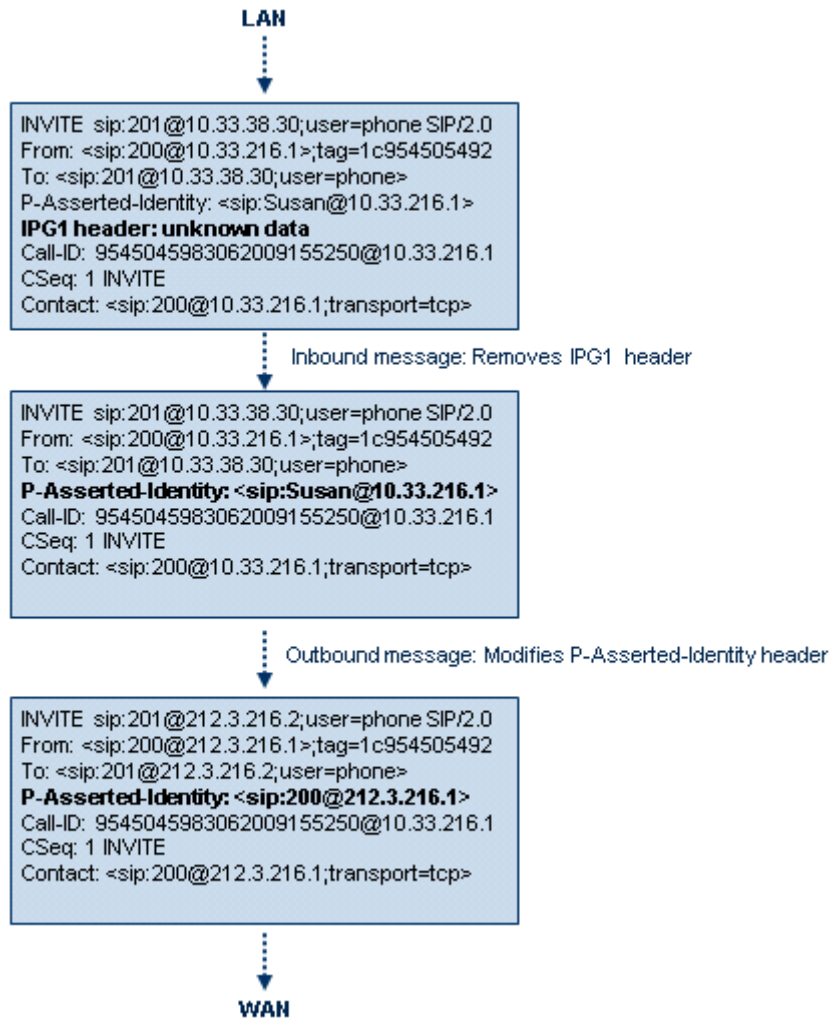 LAN
INVITE sip:201@10.33.38.30;user=phone SIP/2.0
From: <sip:200@10.33.216.1>;tag=1c954505492
To: <sip:201@10.33.38.30;user=phone>
P-Asserted-Identity: <sip:Susan@10.33.216.1>
IPG1 header: unknown data
Call-ID: 95450459830620091​55250@10.33.216.1
CSeq: 1 INVITE
Contact: <sip:200@10.33.216.1;transport=tcp>
Inbound message: Removes IPG1 header
INVITE sip:201@10.33.38.30;user=phone SIP/2.0
From: <sip:200@10.33.216.1>;tag=1c954505492
To: <sip:201@10.33.38.30;user=phone>
P-Asserted-Identity: <sip:Susan@10.33.216.1>
Call-ID: 9545045983062009155250@10.33.216.1
CSeq: 1 INVITE
Contact: <sip:200@10.33.216.1;transport=tcp>
Outbound message: Modifies P-Asserted-Identity header
INVITE sip:201@212.3.216.2;user=phone SIP/2.0
From: <sip:200@212.3.216.1>;tag=1c954505492
To: <sip:201@212.3.216.2;user=phone>
P-Asserted-Identity: <sip:200@212.3.216.1>
Call-ID: 9545045983062009155250@10.33.216.1
CSeq: 1 INVITE
Contact: <sip:200@212.3.216.1;transport=tcp>
WAN